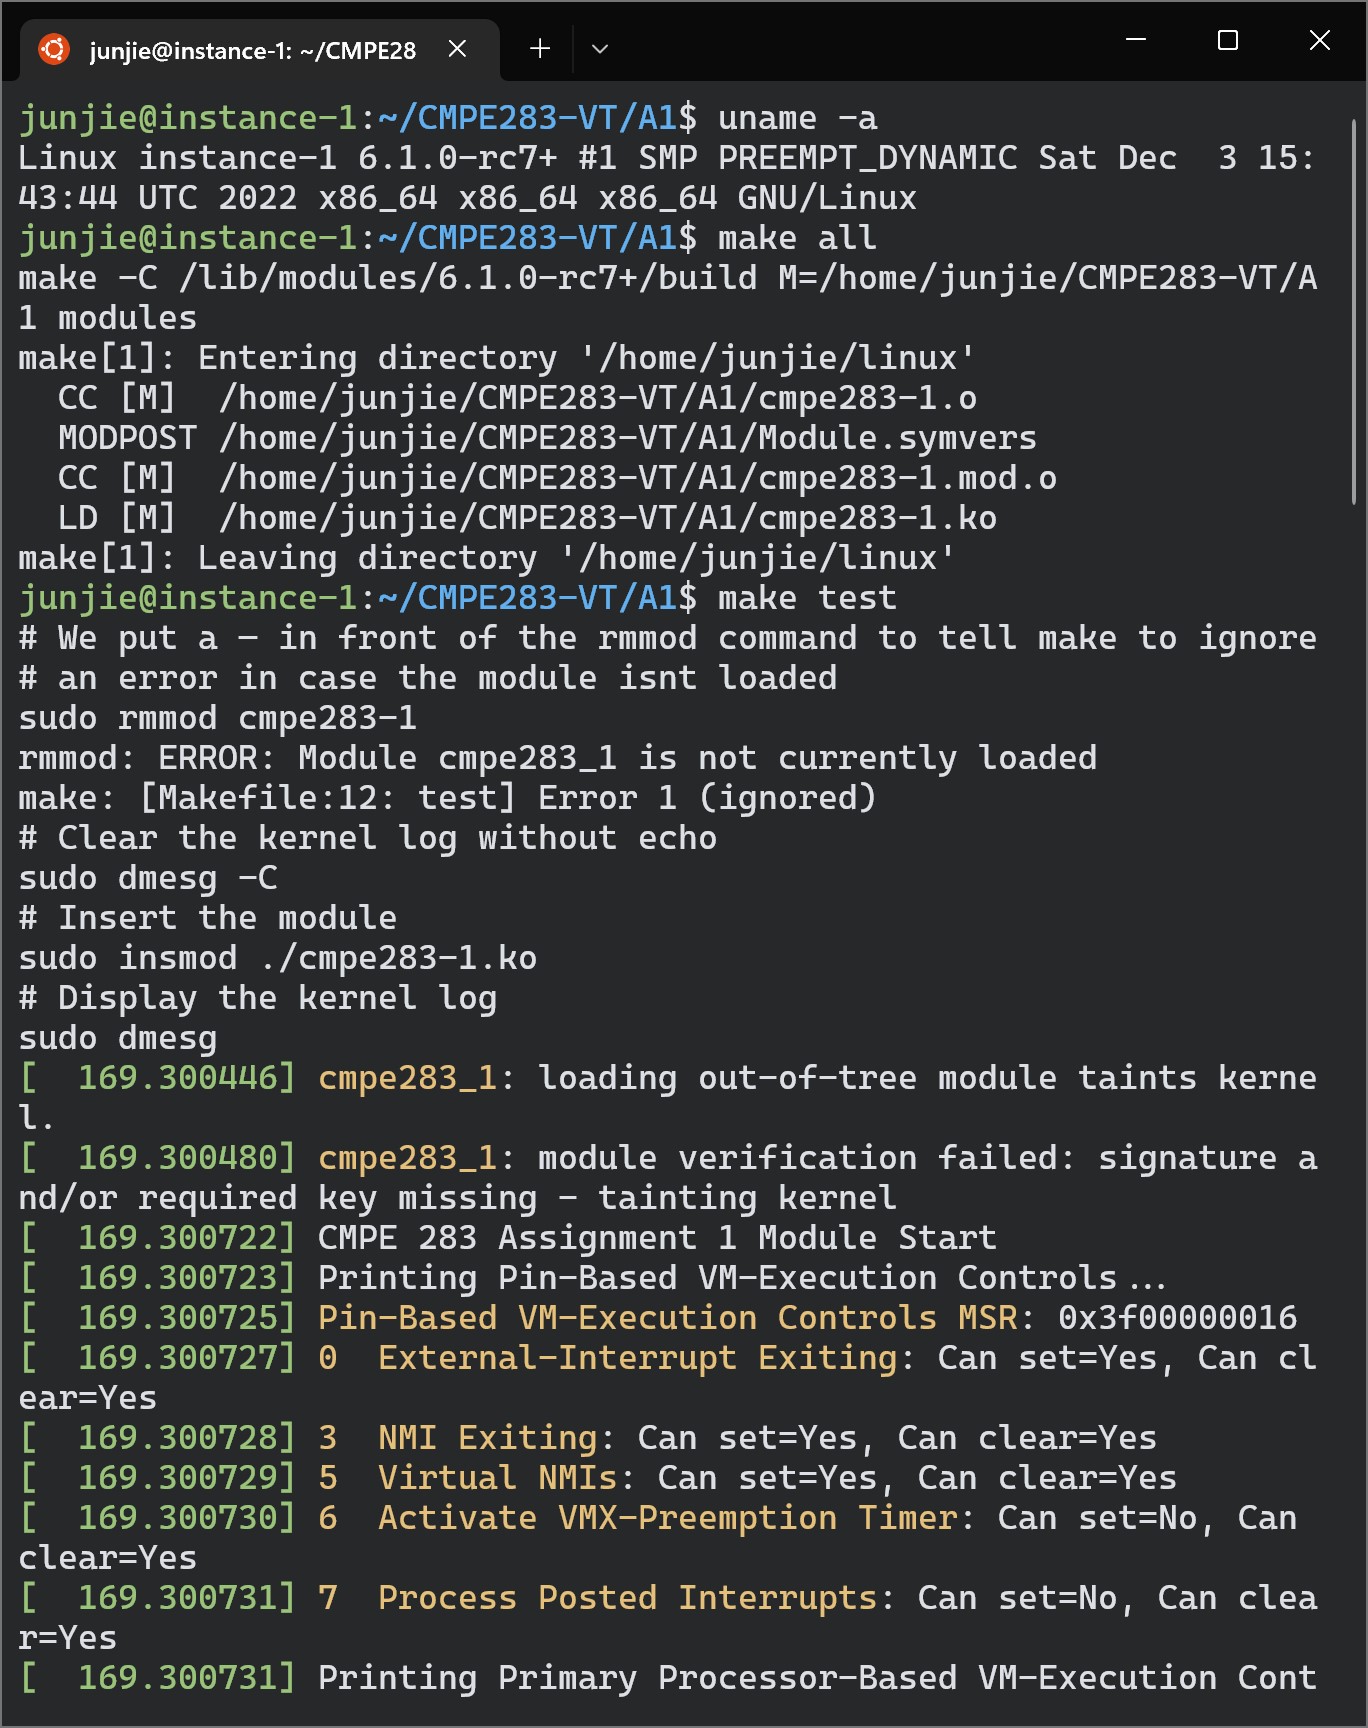 junjie@instance-1: ~/CMPE28
junjie@instance-1:~/CMPE283-VT/A1$ uname -a
Linux instance-1 6.1.0-rc7+ #1 SMP PREEMPT_DYNAMIC Sat Dec  3 15:
43:44 UTC 2022 x86_64 x86_64 x86_64 GNU/Linux
junjie@instance-1:~/CMPE283-VT/A1$ make all
make -C /lib/modules/6.1.0-rc7+/build M=/home/junjie/CMPE283-VT/A
1 modules
make[1]: Entering directory '/home/junjie/linux'
  CC [M]  /home/junjie/CMPE283-VT/A1/cmpe283-1.o
  MODPOST /home/junjie/CMPE283-VT/A1/Module.symvers
  CC [M]  /home/junjie/CMPE283-VT/A1/cmpe283-1.mod.o
  LD [M]  /home/junjie/CMPE283-VT/A1/cmpe283-1.ko
make[1]: Leaving directory '/home/junjie/linux'
junjie@instance-1:~/CMPE283-VT/A1$ make test
# We put a — in front of the rmmod command to tell make to ignore
# an error in case the module isnt loaded
sudo rmmod cmpe283-1
rmmod: ERROR: Module cmpe283_1 is not currently loaded
make: [Makefile:12: test] Error 1 (ignored)
# Clear the kernel log without echo
sudo dmesg -C
# Insert the module
sudo insmod ./cmpe283-1.ko
# Display the kernel log
sudo dmesg
[  169.300446] cmpe283_1: loading out-of-tree module taints kerne
l.
[  169.300480] cmpe283_1: module verification failed: signature a
nd/or required key missing - tainting kernel
[  169.300722] CMPE 283 Assignment 1 Module Start
[  169.300723] Printing Pin-Based VM-Execution Controls...
[  169.300725] Pin-Based VM-Execution Controls MSR: 0x3f00000016
[  169.300727] 0  External-Interrupt Exiting: Can set=Yes, Can cl
ear=Yes
[  169.300728] 3  NMI Exiting: Can set=Yes, Can clear=Yes
[  169.300729] 5  Virtual NMIs: Can set=Yes, Can clear=Yes
[  169.300730] 6  Activate VMX-Preemption Timer: Can set=No, Can
clear=Yes
[  169.300731] 7  Process Posted Interrupts: Can set=No, Can clea
r=Yes
[  169.300731] Printing Primary Processor-Based VM-Execution Cont